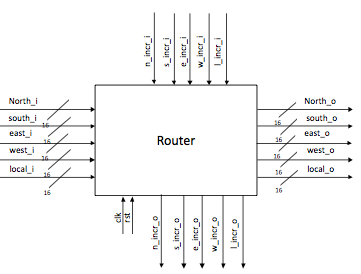 n_incr_i
s_incr_i
e_incr_i
w_incr_i
l_incr_i
North_i
16
south_i
16
east_i
16
west_i
16
local_i
16
Router
North_o
16
south_o
16
east_o
16
west_o
16
local_o
16
clk
rst
n_incr_o
s_incr_o
e_incr_o
w_incr_o
l_incr_o